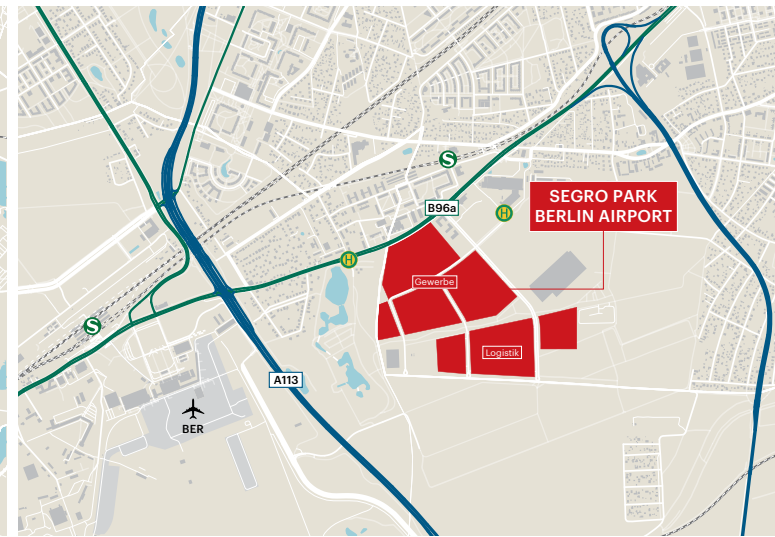 S
SEGRO PARK
BERLIN AIRPORT
B96a
H
H
Gewerbe
S
Logistik
A113
BER